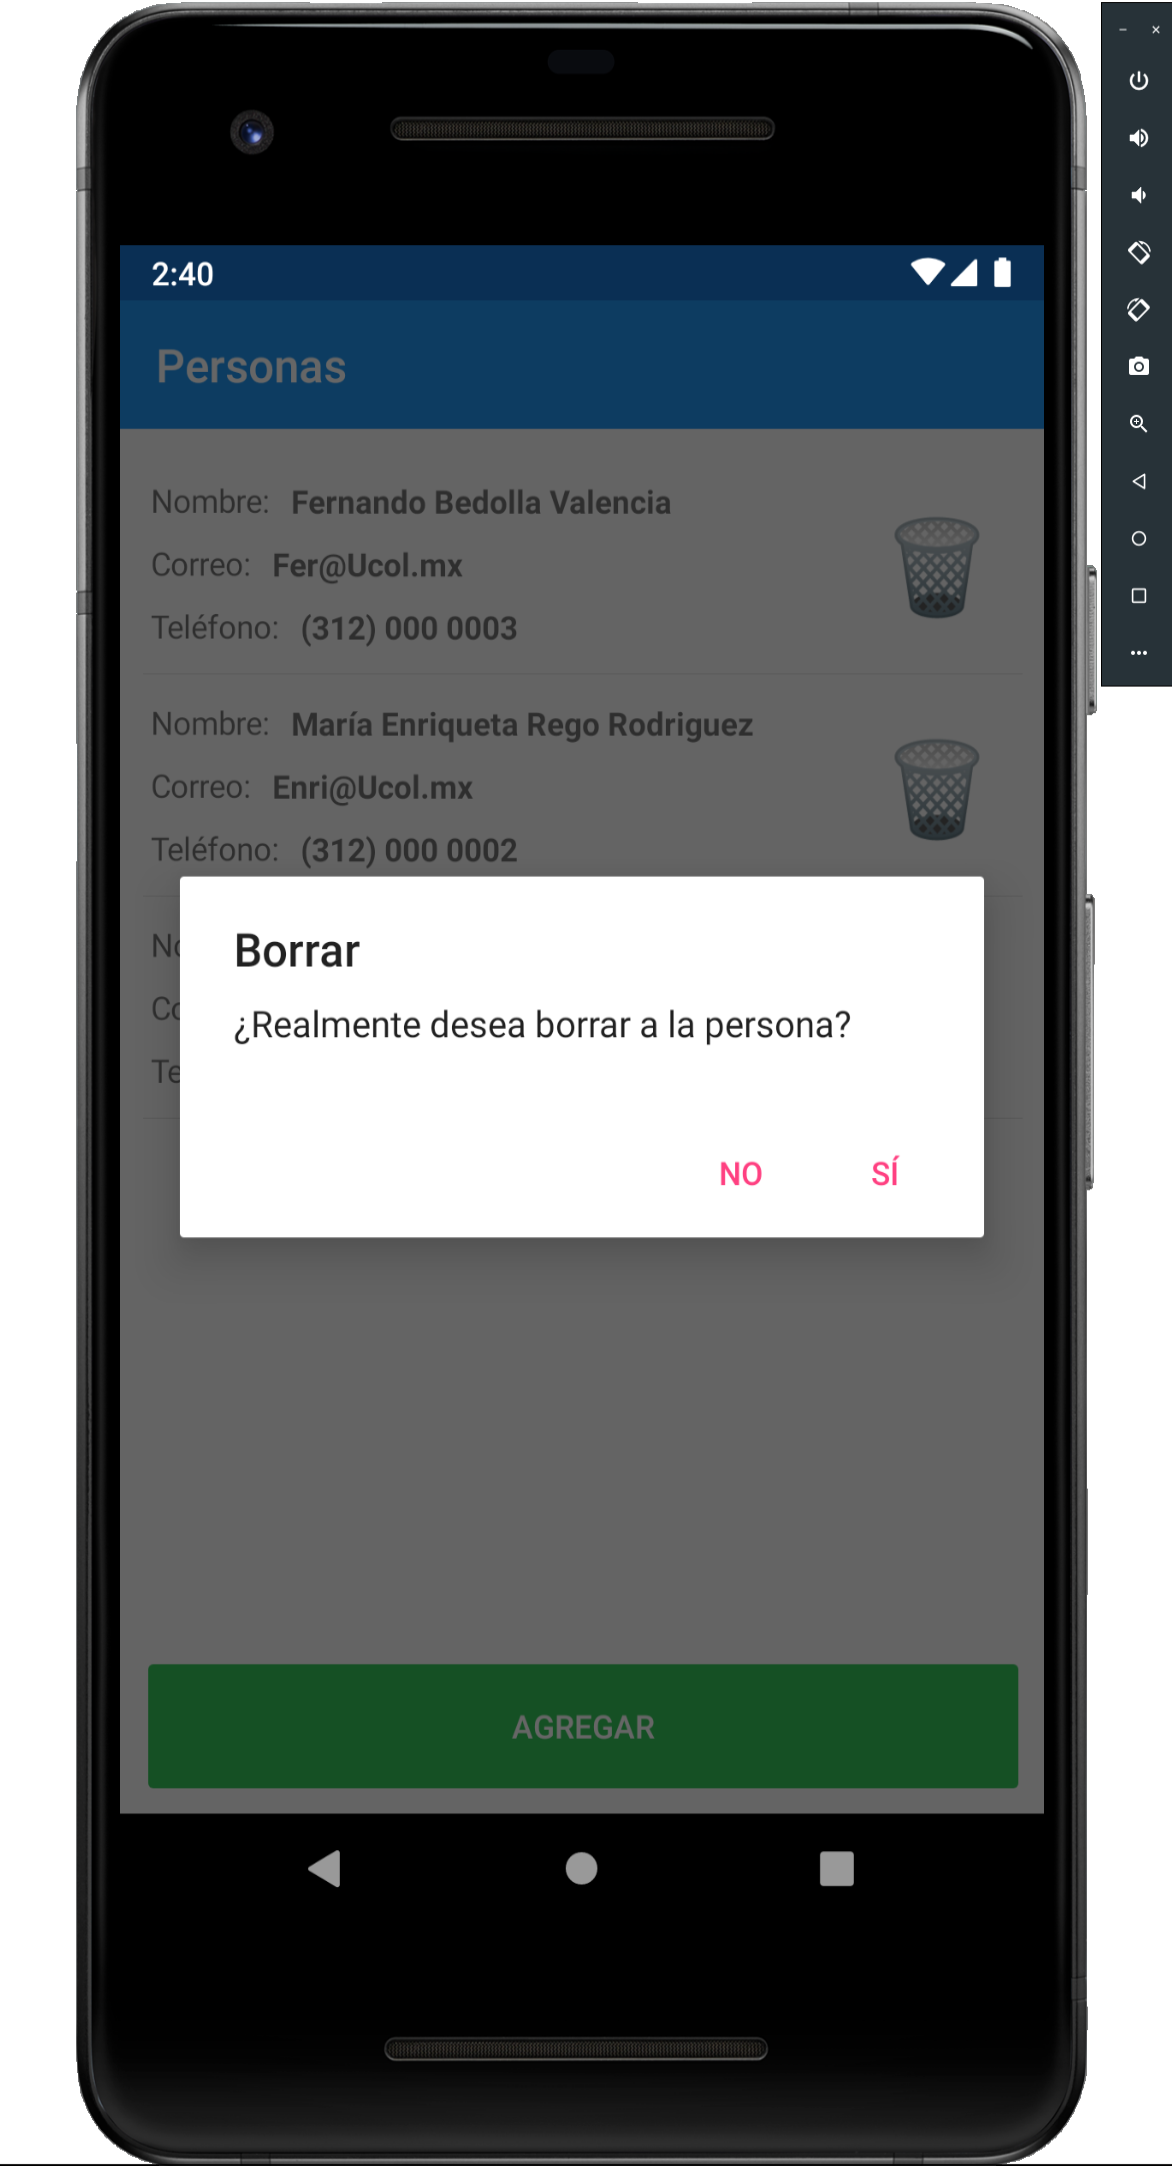 2:40
Personas
Nombre: Fernando Bedolla Valencia
Correo: Fer@Ucol.mx
Teléfono: (312) 000 0003
Nombre: María Enriqueta Rego Rodriguez
Correo: Enri@Ucol.mx
Teléfono: (312) 000 0002
No
Co
Te
Borrar
¿Realmente desea borrar a la persona?
NO SÍ
AGREGAR